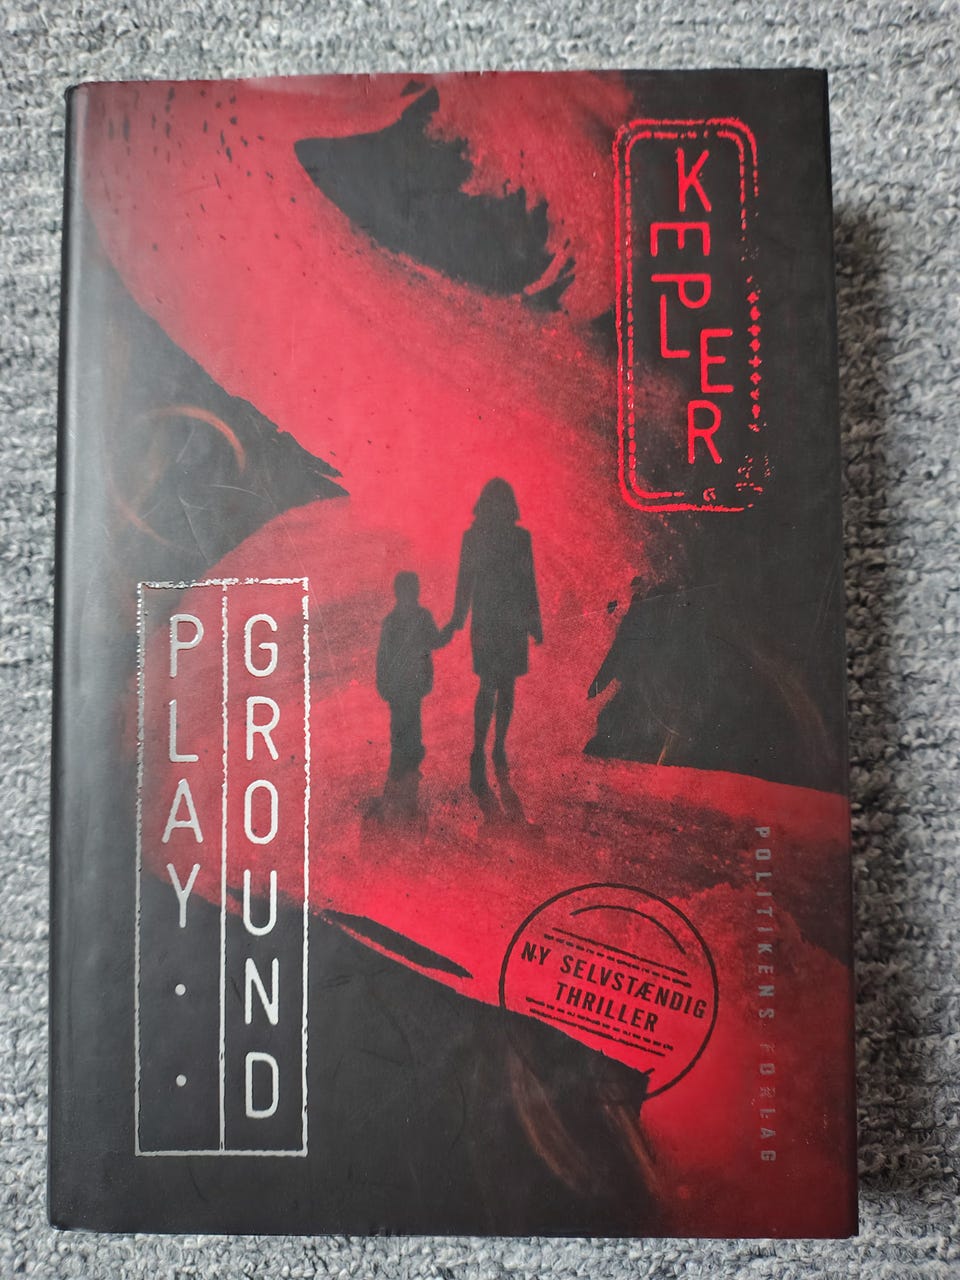 KEPLER
PLAY··
GROUND
NY SELVSTÆNDIG
THRILLER
POLITIKENS FORLAG